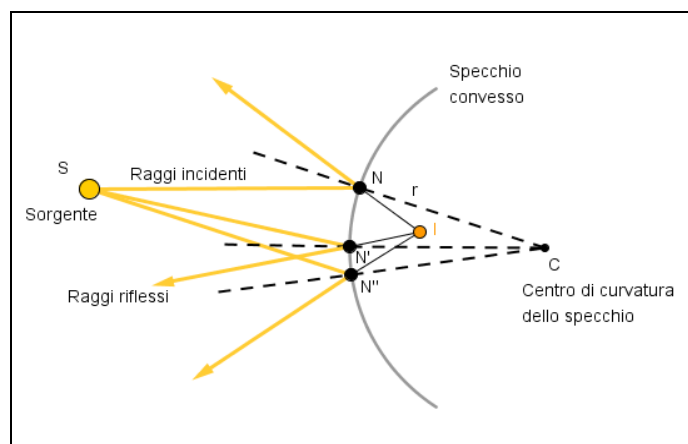 Specchio
convesso
S
Raggi incidenti
N
r
Sorgente
I
N'
C
N"
Raggi riflessi
Centro di curvatura
dello specchio